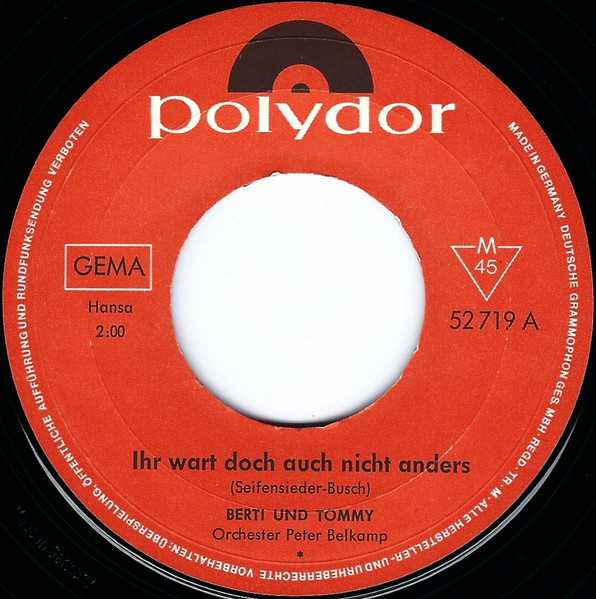 polydor
GEMA
Hansa
2:00
M
45
52 719 A
Ihr wart doch auch nicht anders
(Seifensieder-Busch)
BERTI UND TOMMY
Orchester Peter Belkamp
*
MADE IN GERMANY DEUTSCHE GRAMMOPHON GES. MBH · REGD · TR · M · ALLE HERSTELLER- UND URHEBERRECHTE VORBEHALTEN: ÜBERSPIELUNG, ÖFFENTLICHE AUFFÜHRUNG UND RUNDFUNKSENDUNG VERBOTEN